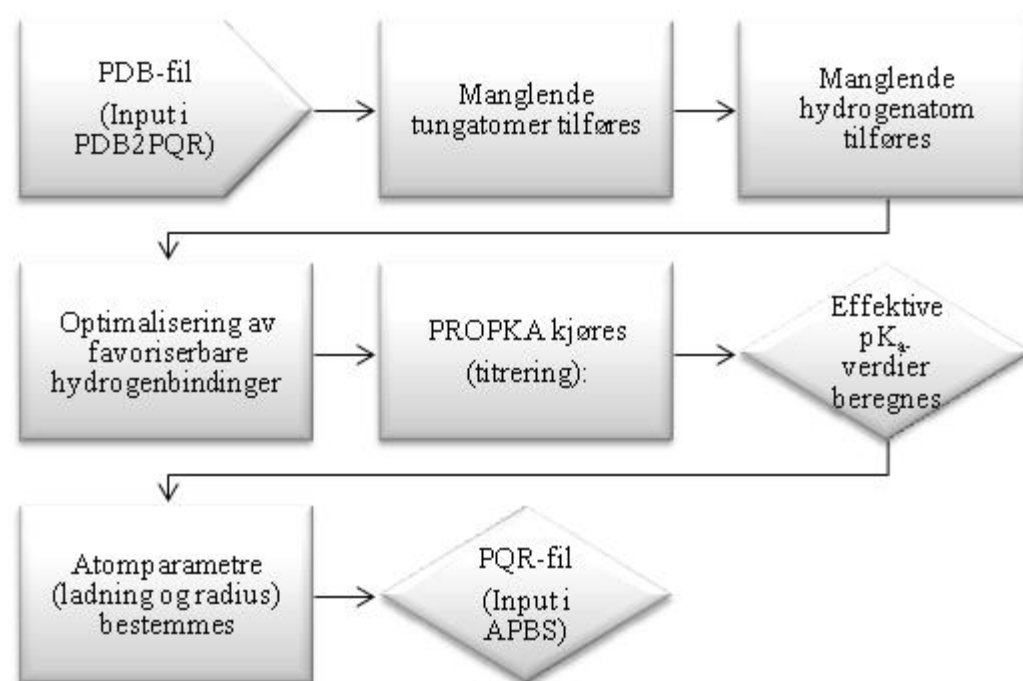 PDB-fil
(Input i
PDB2PQR)
Manglende
tungatomer tilføres
Manglende
hydrogenatom
tilføres
Optimalisering av
favoriserbare
hydrogenbindinger
PROPKA kjøres
(titrering):
Effektive
pKₐ-
verdier
beregnes
Atomparametre
(ladning og radius)
bestemmes
PQR-fil
(Input i
APBS)